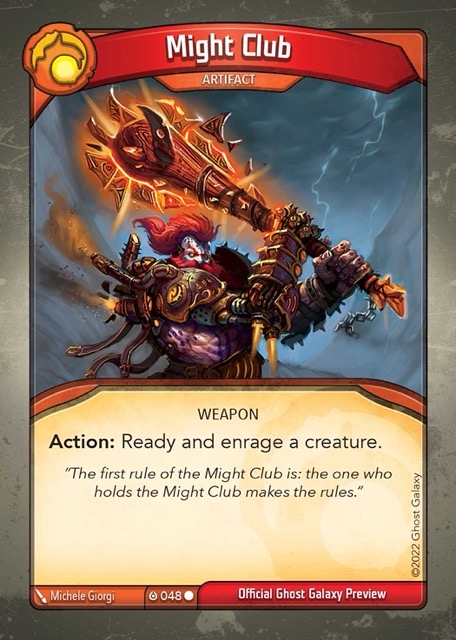 Might Club
ARTIFACT
WEAPON
Action: Ready and enrage a creature.
"The first rule of the Might Club is: the one who
holds the Might Club makes the rules."
©2022 Ghost Galaxy
Michele Giorgi
048
Official Ghost Galaxy Preview